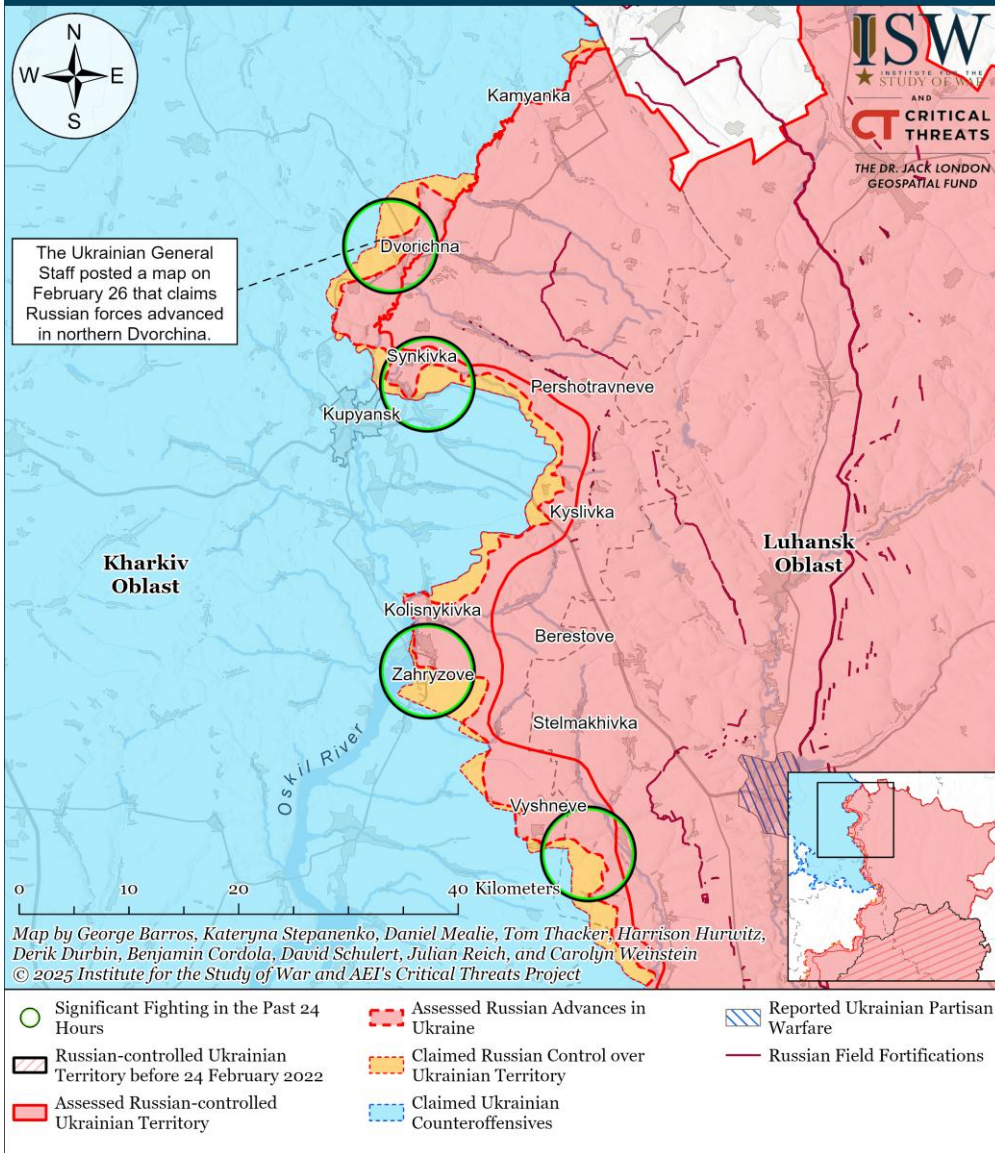 N
W
E
S
ISW
INSTITUTE FOR THE
STUDY OF WAR
AND
CT CRITICAL
THREATS
THE DR. JACK LONDON
GEOSPATIAL FUND
Kamyanka
The Ukrainian General
Staff posted a map on
February 26 that claims
Russian forces advanced
in northern Dvorchina.
Dvorichna
Synkivka
Pershotravneve
Kupyansk
Kyslivka
Kharkiv
Oblast
Luhansk
Oblast
Kolisnykivka
Berestove
Zahryzove
Stelmakhivka
Oskil River
Vyshneve
0 10 20 40 Kilometers
Map by George Barros, Kateryna Stepanenko, Daniel Mealie, Tom Thacker, Harrison Hurwitz,
Derik Durbin, Benjamin Cordola, David Schulert, Julian Reich, and Carolyn Weinstein
© 2025 Institute for the Study of War and AEI's Critical Threats Project
Significant Fighting in the Past 24
Hours
Russian-controlled Ukrainian
Territory before 24 February 2022
Assessed Russian-controlled
Ukrainian Territory
Assessed Russian Advances in
Ukraine
Claimed Russian Control over
Ukrainian Territory
Claimed Ukrainian
Counteroffensives
Reported Ukrainian Partisan
Warfare
Russian Field Fortifications